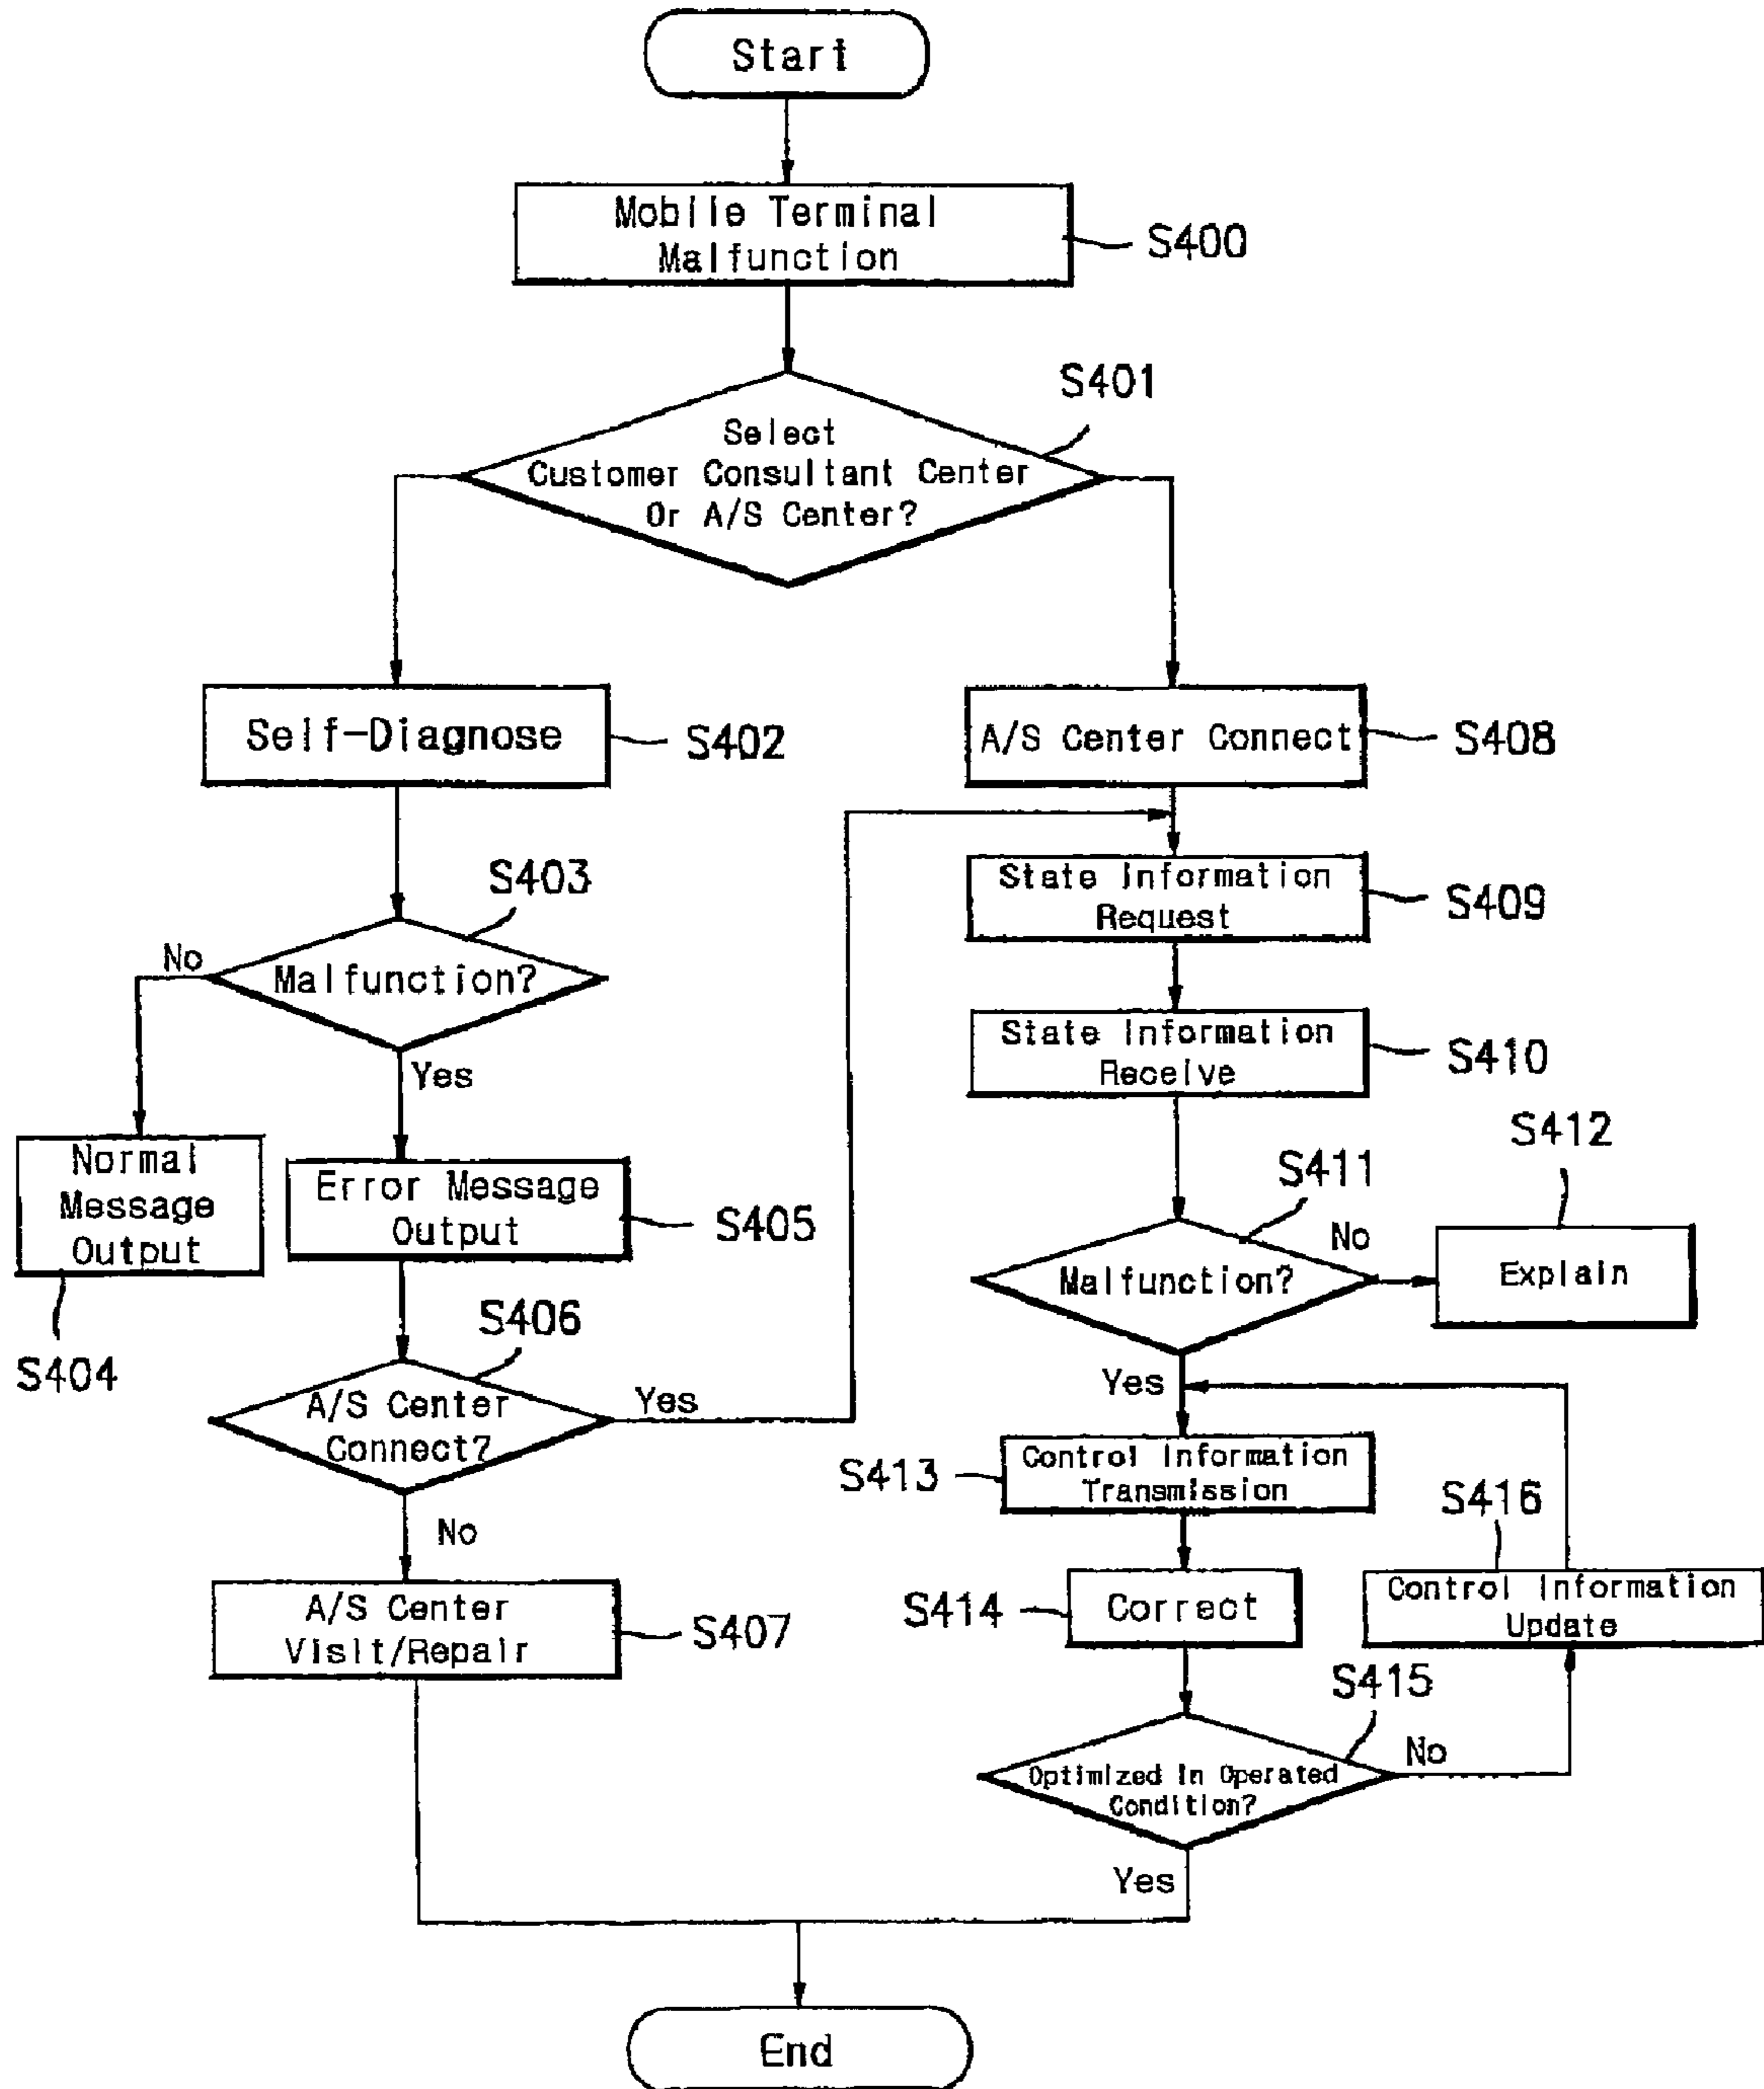 Start
Mobile Terminal
Malfunction
S400
S401
Select
Customer Consultant Center
Or A/S Center?
Self-Diagnose
S402
A/S Center Connect
S408
S403
State Information
Request
S409
No
Malfunction?
Yes
State Information
Receive
S410
Normal
Message
Output
S404
Error Message
Output
S405
S411
S412
No
Malfunction?
Explain
S406
A/S Center
Connect?
Yes
Yes
No
S413
Control Information
Transmission
S416
Control Information
Update
A/S Center
Visit/Repair
S407
S414
Correct
S415
Optimized in Operated
Condition?
No
Yes
End